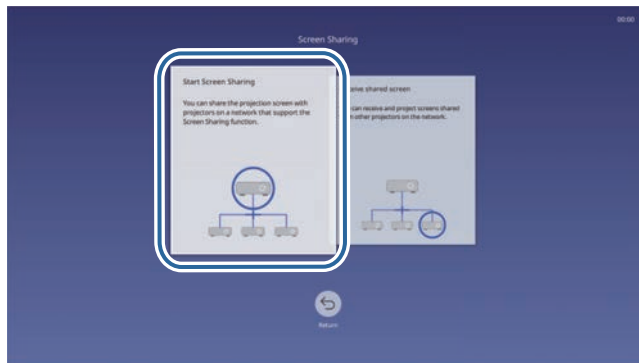 00:00
Screen Sharing
Start Screen Sharing
You can share the projection screen with
projectors on a network that support the
Screen Sharing function.
eive shared screen
can receive and project screens shared
other projectors on the network.
Return